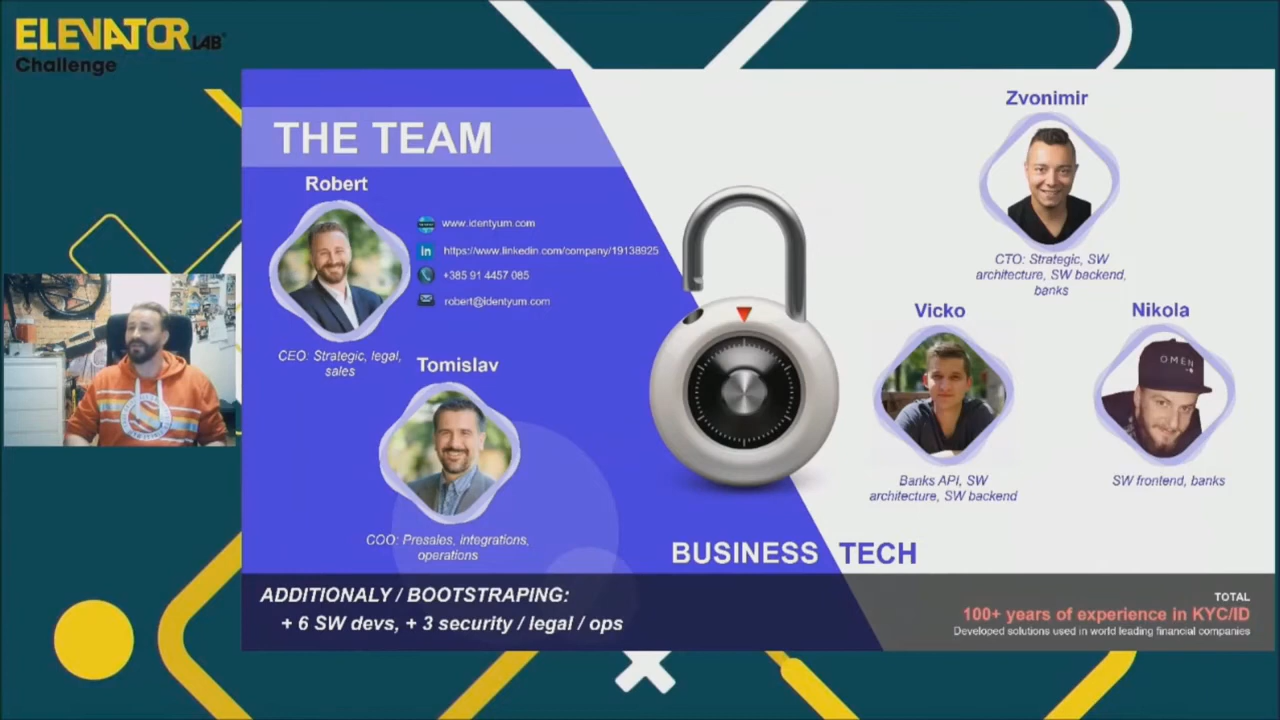 ELEVATOR LAB
Challenge
THE TEAM
Robert
www.identyum.com
in https://www.linkedin.com/company/19138925
+385 91 4457 085
robert@identyum.com
CEO: Strategic, legal,
sales
Tomislav
COO: Presales, integrations,
operations
Zvonimir
CTO: Strategic, SW
architecture, SW backend,
banks
Vicko
Banks API, SW
architecture, SW backend
Nikola
OMEN
SW frontend, banks
BUSINESS TECH
ADDITIONALY / BOOTSTRAPING:
+ 6 SW devs, + 3 security / legal / ops
TOTAL
100+ years of experience in KYC/ID
Developed solutions used in world leading financial companies